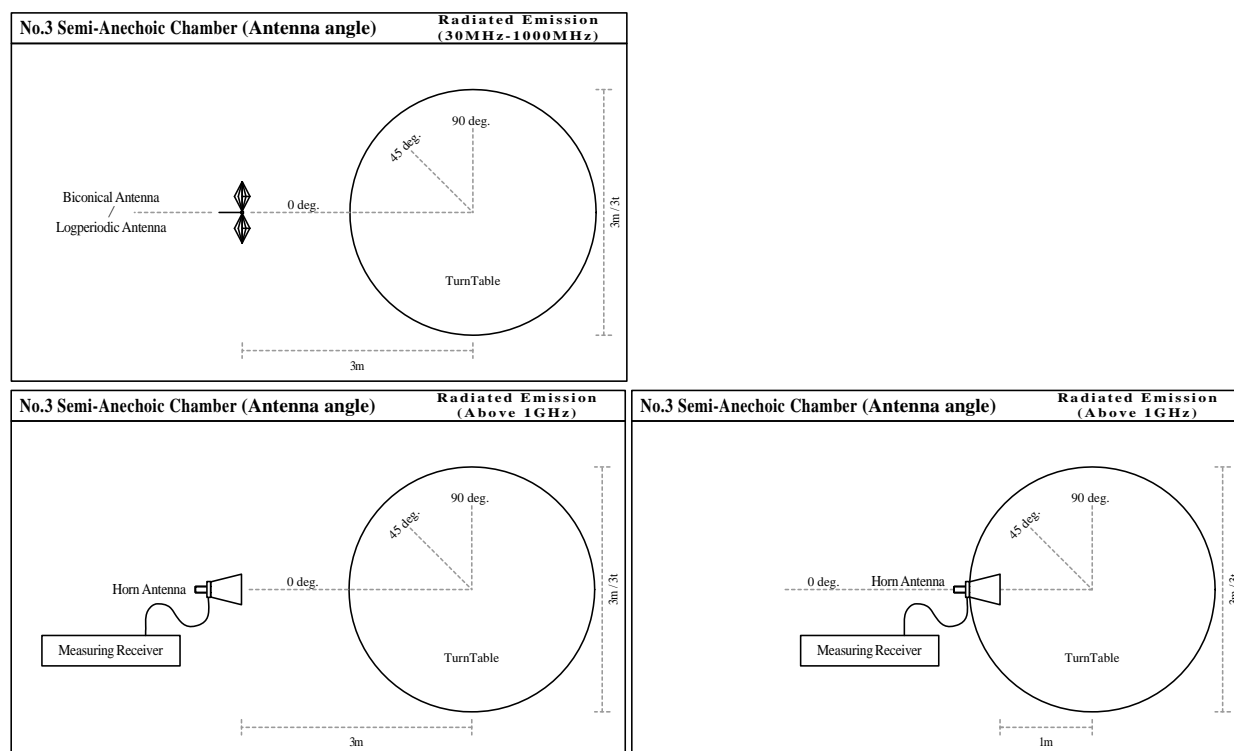 No.3 Semi-Anechoic Chamber (Antenna angle)
Radiated Emission
(30MHz-1000MHz)
90 deg.
45 deg.
Biconical Antenna
/
Logperiodic Antenna
0 deg.
3m / 3t
TurnTable
3m
No.3 Semi-Anechoic Chamber (Antenna angle)
Radiated Emission
(Above 1GHz)
90 deg.
45 deg.
0 deg.
Horn Antenna
3m / 3t
Measuring Receiver
TurnTable
3m
No.3 Semi-Anechoic Chamber (Antenna angle)
Radiated Emission
(Above 1GHz)
90 deg.
45 deg.
0 deg.
Horn Antenna
3m / 3t
Measuring Receiver
TurnTable
1m